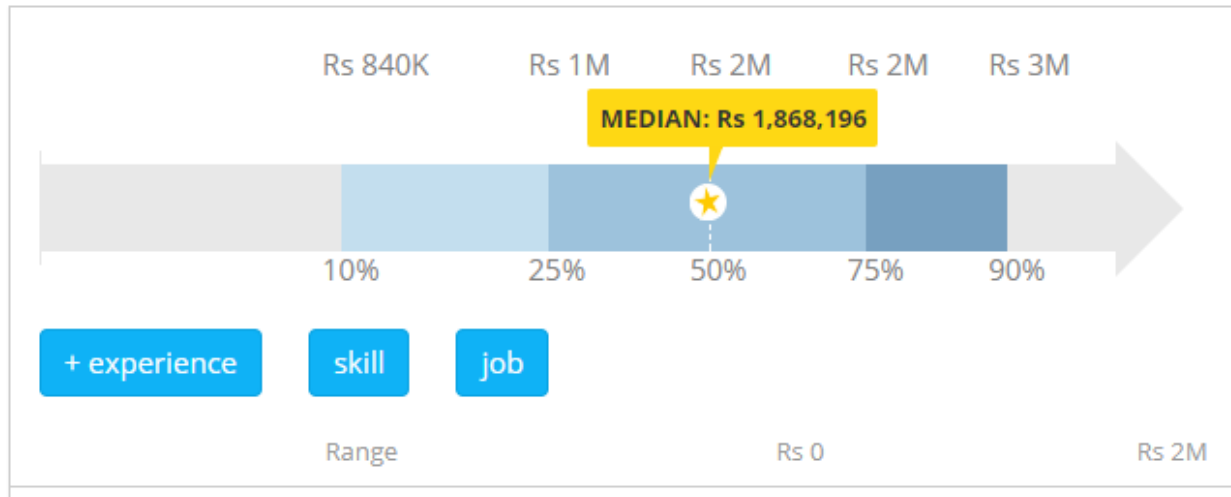 Rs 840K Rs 1M Rs 2M Rs 2M Rs 3M
MEDIAN: Rs 1,868,196
10% 25% 50% 75% 90%
+ experience skill job
Range Rs 0 Rs 2M